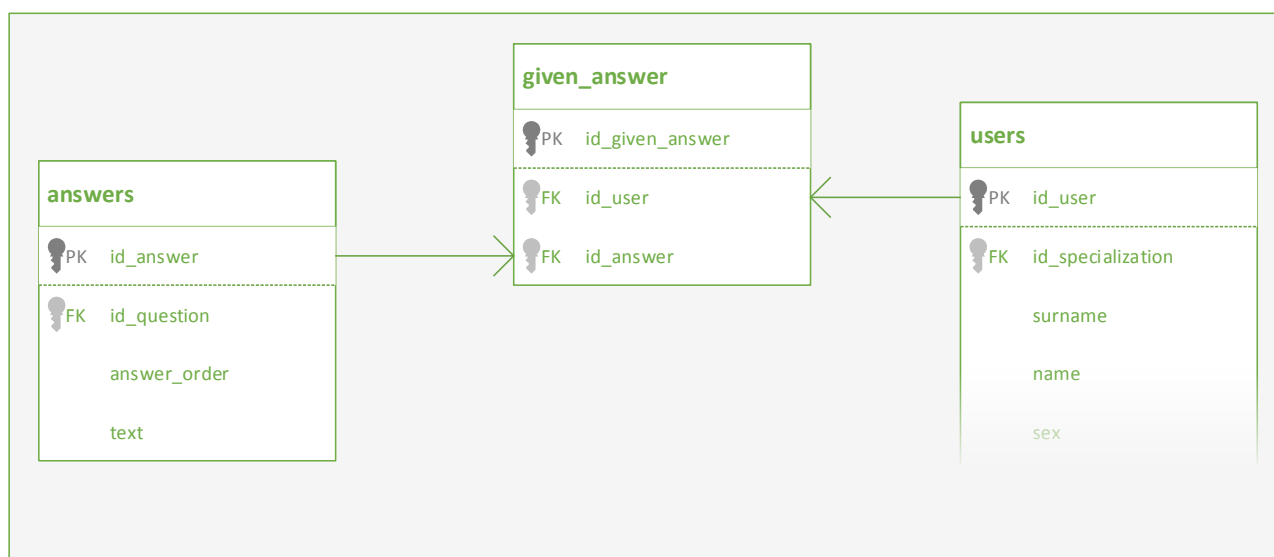 answers
PK id_answer
FK id_question
answer_order
text
given_answer
PK id_given_answer
FK id_user
FK id_answer
users
PK id_user
FK id_specialization
surname
name
sex